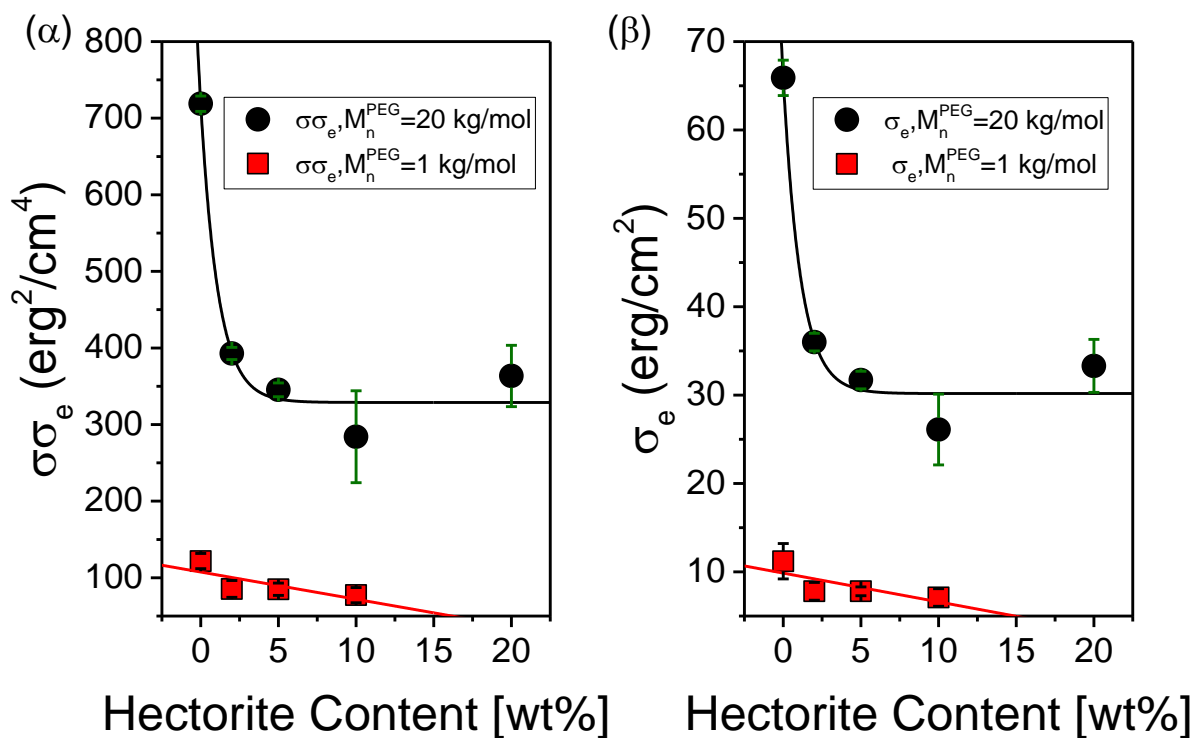 (α)
800
700
600
500
400
300
200
100
σσₑ (erg²/cm⁴)
σσₑ,Mₙᴾᴱᴳ=20 kg/mol
σσₑ,Mₙᴾᴱᴳ=1 kg/mol
0 5 10 15 20
Hectorite Content [wt%]
(β)
70
60
50
40
30
20
10
σₑ (erg/cm²)
σₑ,Mₙᴾᴱᴳ=20 kg/mol
σₑ,Mₙᴾᴱᴳ=1 kg/mol
0 5 10 15 20
Hectorite Content [wt%]